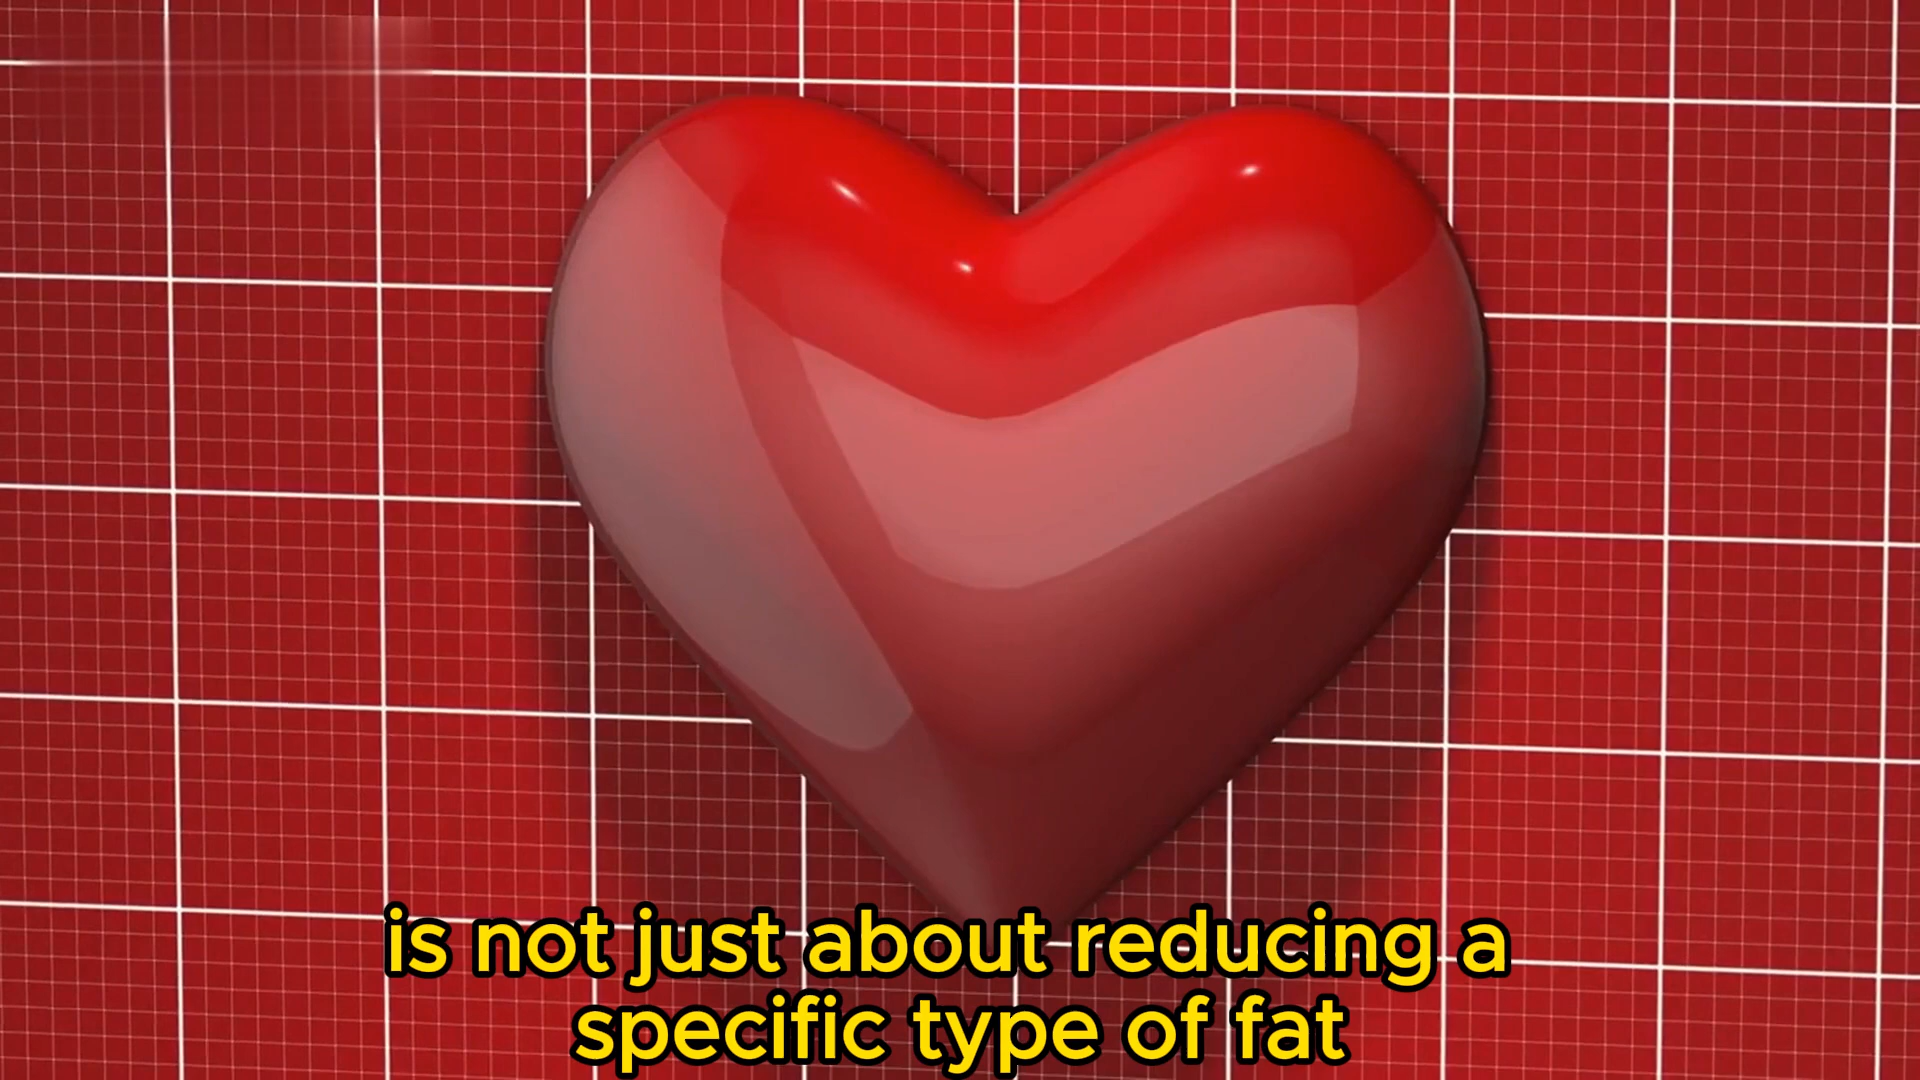 is not just about reducing a
specific type of fat